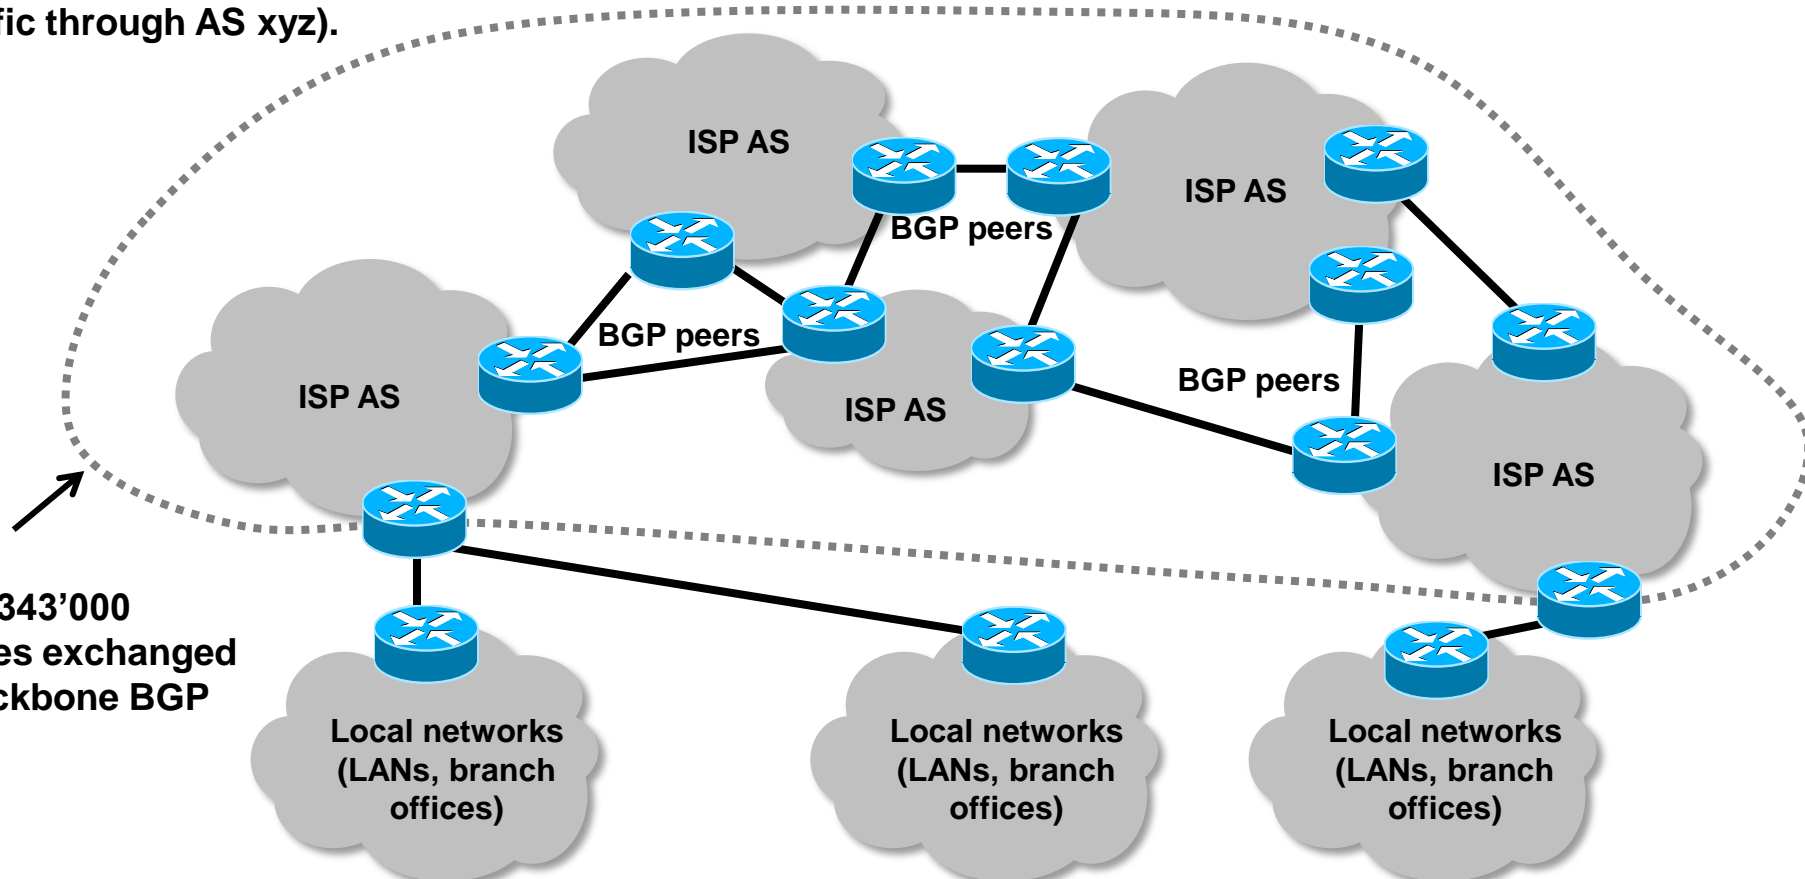 fic through AS xyz).
ISP AS
ISP AS
BGP peers
BGP peers
BGP peers
ISP AS
ISP AS
ISP AS
343’000
es exchanged
ckbone BGP
Local networks
(LANs, branch
offices)
Local networks
(LANs, branch
offices)
Local networks
(LANs, branch
offices)